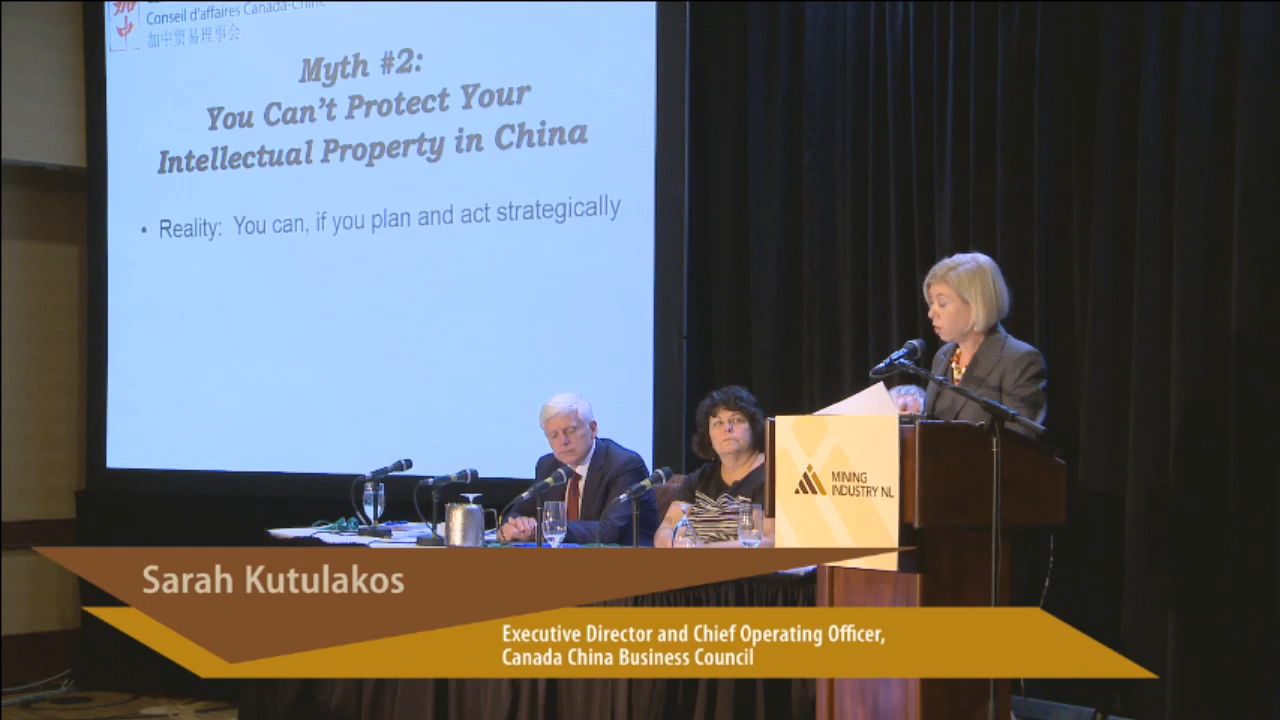 Conseil d'affaires Canada-Chine
加中贸易理事会
Myth #2:
You Can't Protect Your
Intellectual Property in China
• Reality: You can, if you plan and act strategically
MINING
INDUSTRY NL
Sarah Kutulakos
Executive Director and Chief Operating Officer,
Canada China Business Council